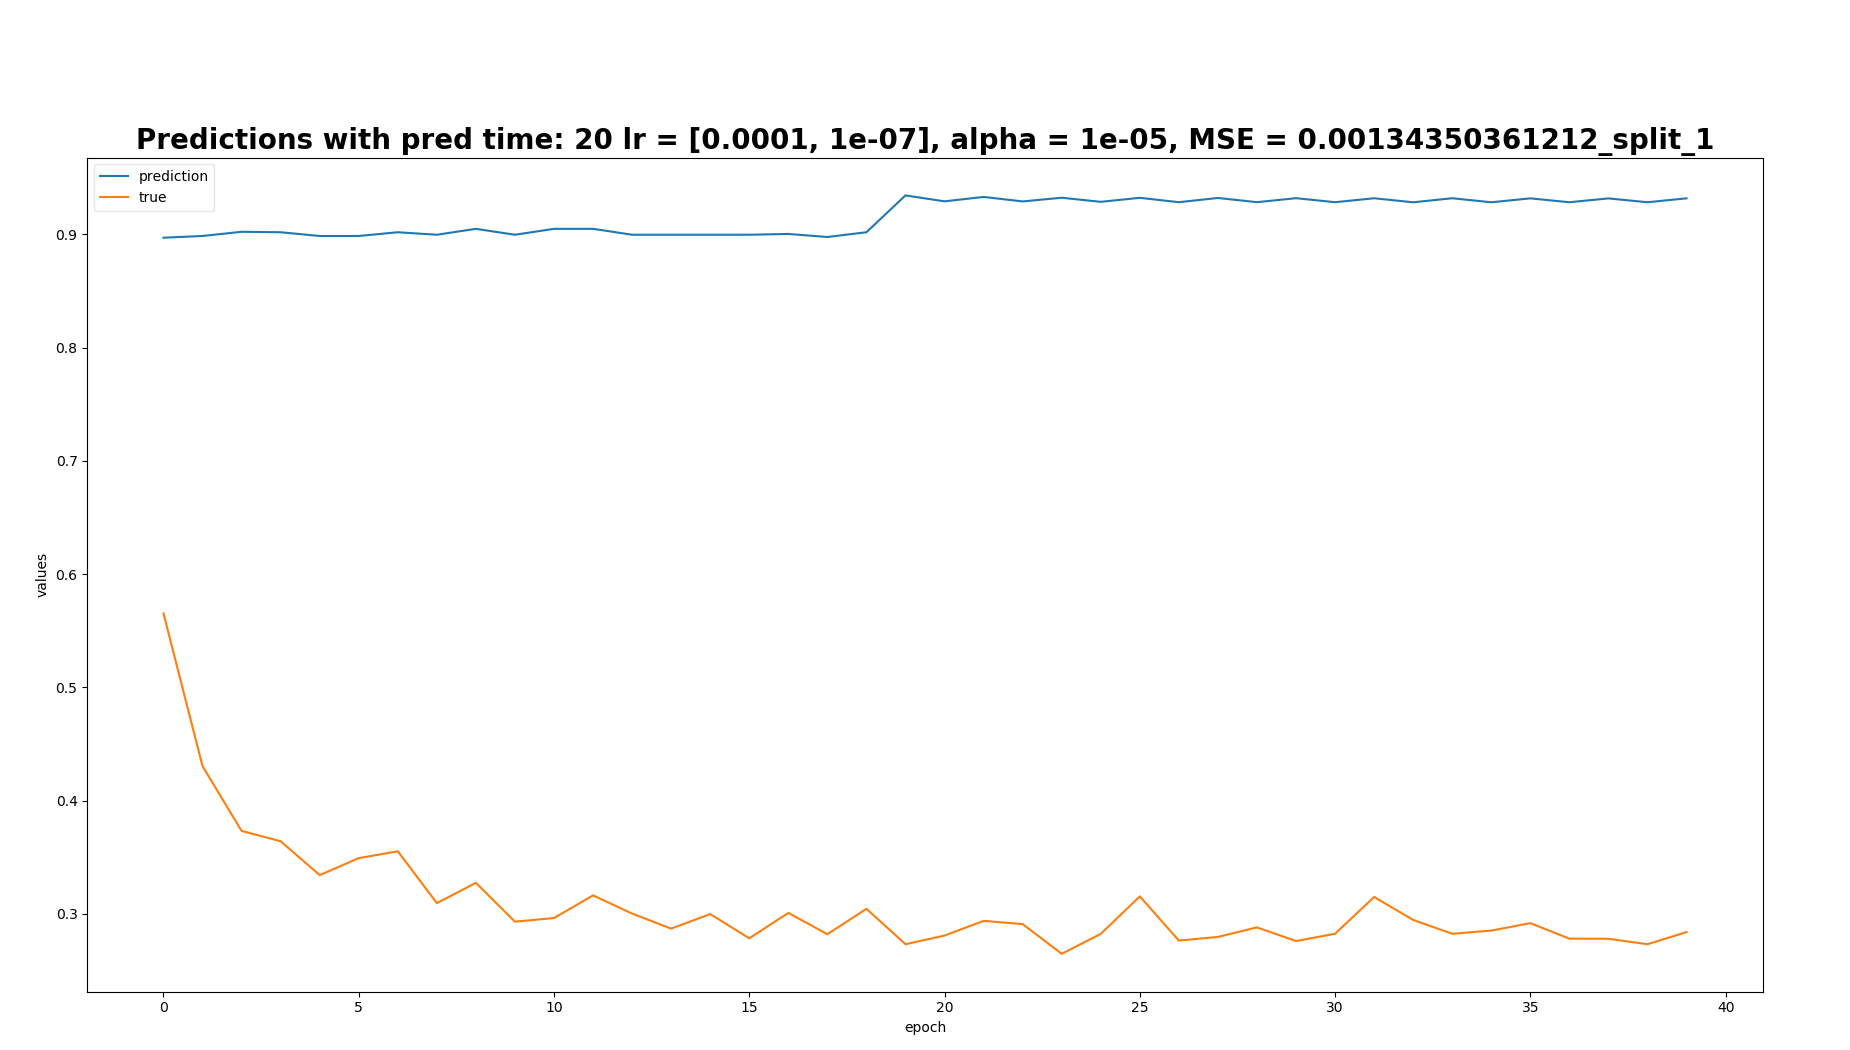 Predictions with pred time: 20 lr = [0.0001, 1e-07], alpha = 1e-05, MSE = 0.00134350361212_split_1
prediction
true
values
0.9
0.8
0.7
0.6
0.5
0.4
0.3
0 5 10 15 20 25 30 35 40
epoch